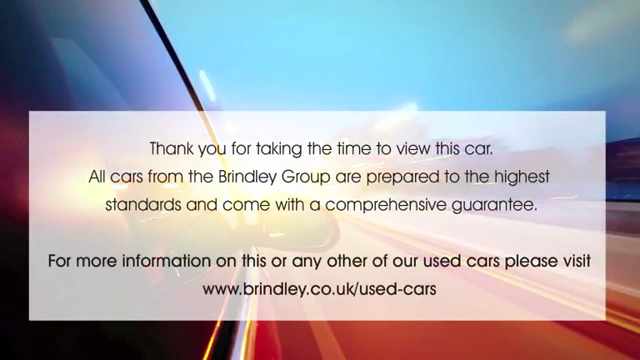 Thank you for taking the time to view this car.
All cars from the Brindley Group are prepared to the highest
standards and come with a comprehensive guarantee.
For more information on this or any other of our used cars please visit
www.brindley.co.uk/used-cars